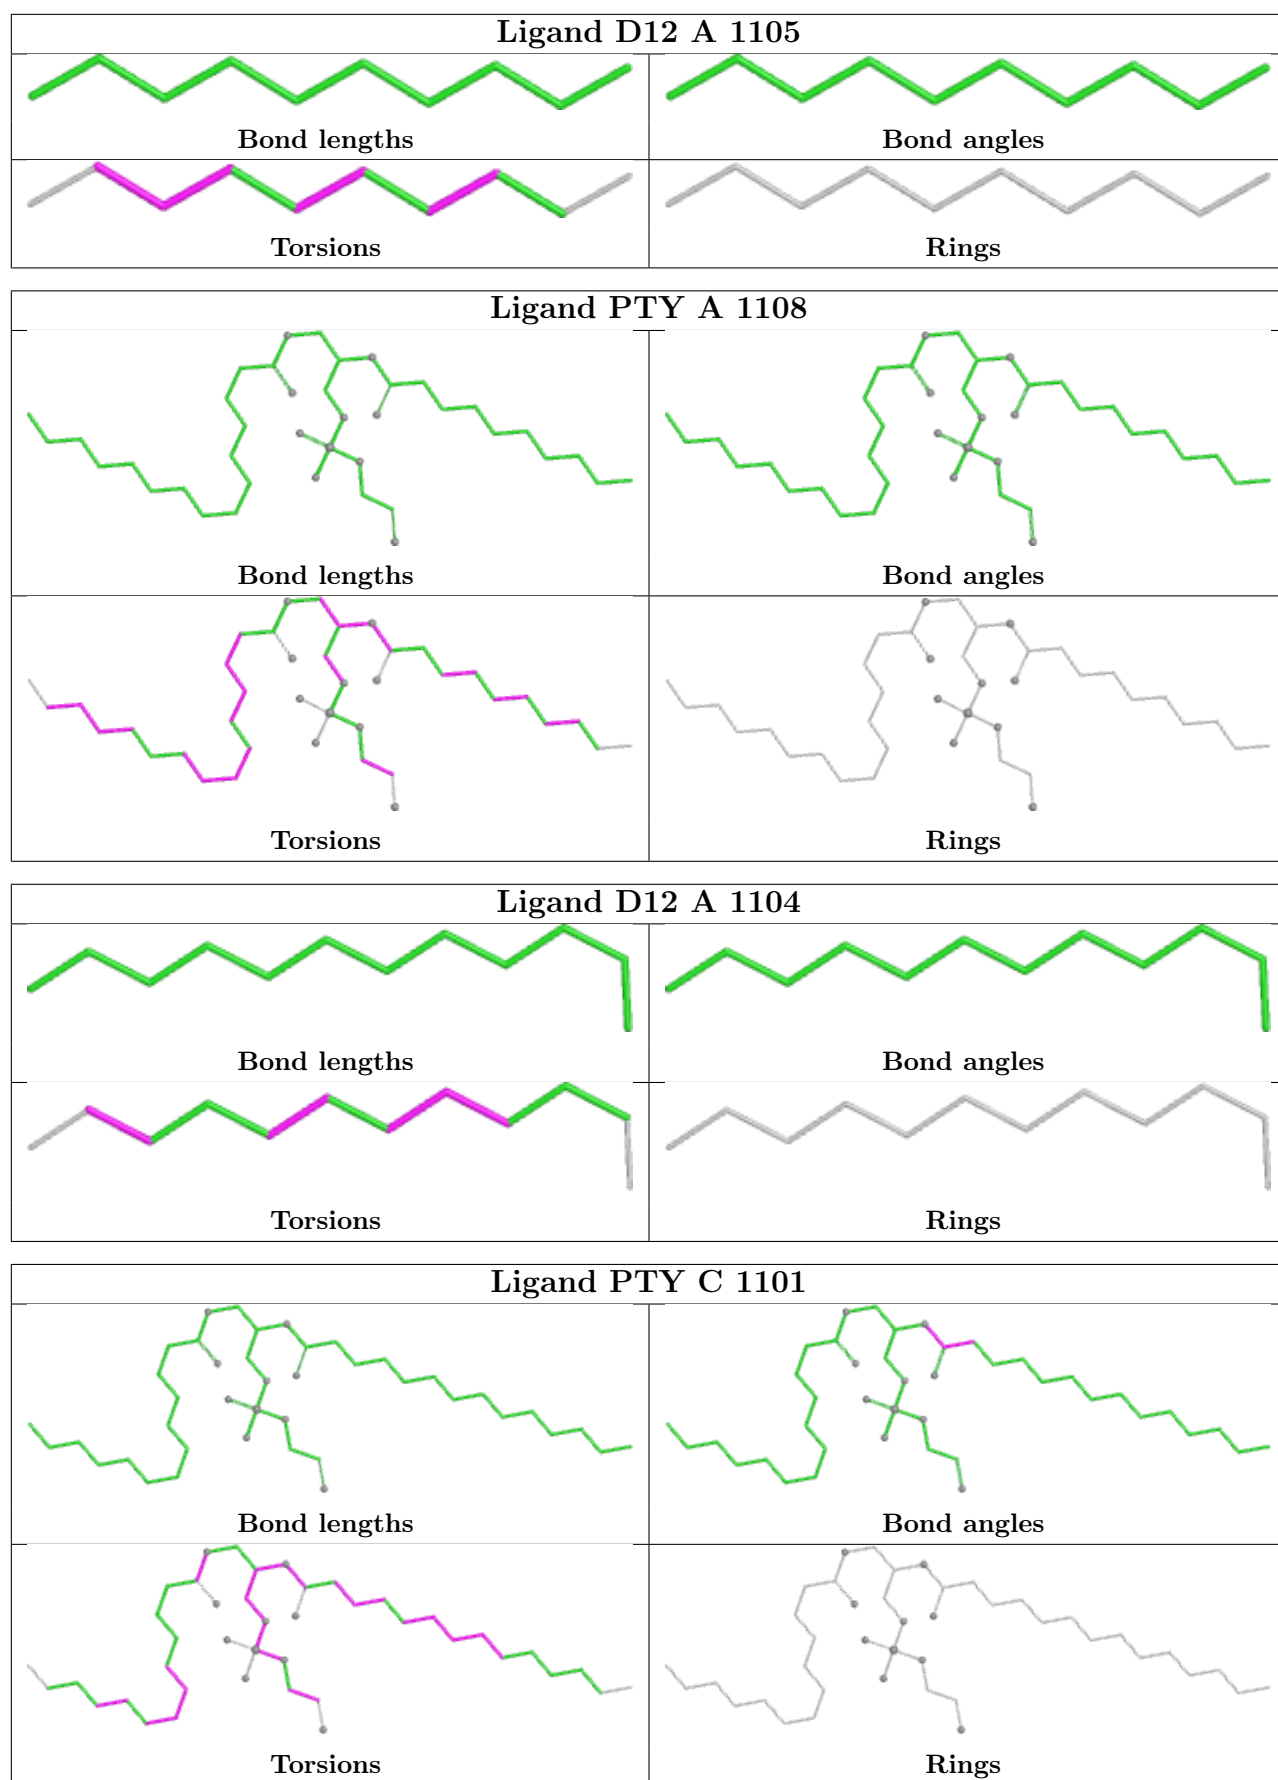 Ligand D12 A 1105
Bond lengths
Bond angles
Torsions
Rings
Ligand PTY A 1108
Bond lengths
Bond angles
Torsions
Rings
Ligand D12 A 1104
Bond lengths
Bond angles
Torsions
Rings
Ligand PTY C 1101
Bond lengths
Bond angles
Torsions
Rings